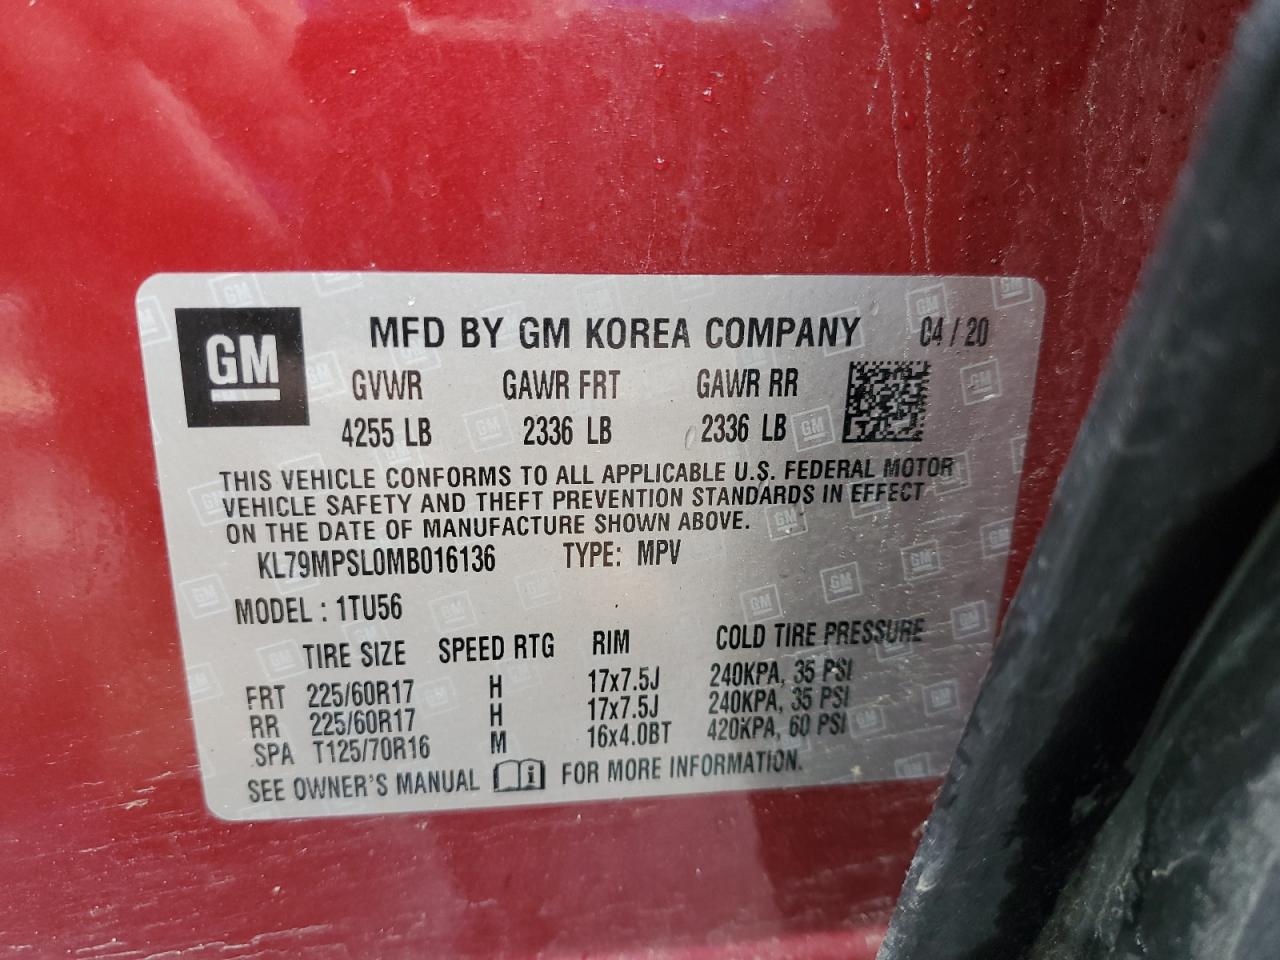 GM
MFD BY GM KOREA COMPANY 04/20
GVWR GAWR FRT GAWR RR
4255 LB 2336 LB 2336 LB
THIS VEHICLE CONFORMS TO ALL APPLICABLE U.S. FEDERAL MOTOR
VEHICLE SAFETY AND THEFT PREVENTION STANDARDS IN EFFECT
ON THE DATE OF MANUFACTURE SHOWN ABOVE.
KL79MPSL0MB016136 TYPE: MPV
MODEL : 1TU56
TIRE SIZE SPEED RTG RIM COLD TIRE PRESSURE
FRT 225/60R17 H 17x7.5J 240KPA, 35 PSI
RR 225/60R17 H 17x7.5J 240KPA, 35 PSI
SPA T125/70R16 M 16x4.0BT 420KPA, 60 PSI
SEE OWNER'S MANUAL FOR MORE INFORMATION.